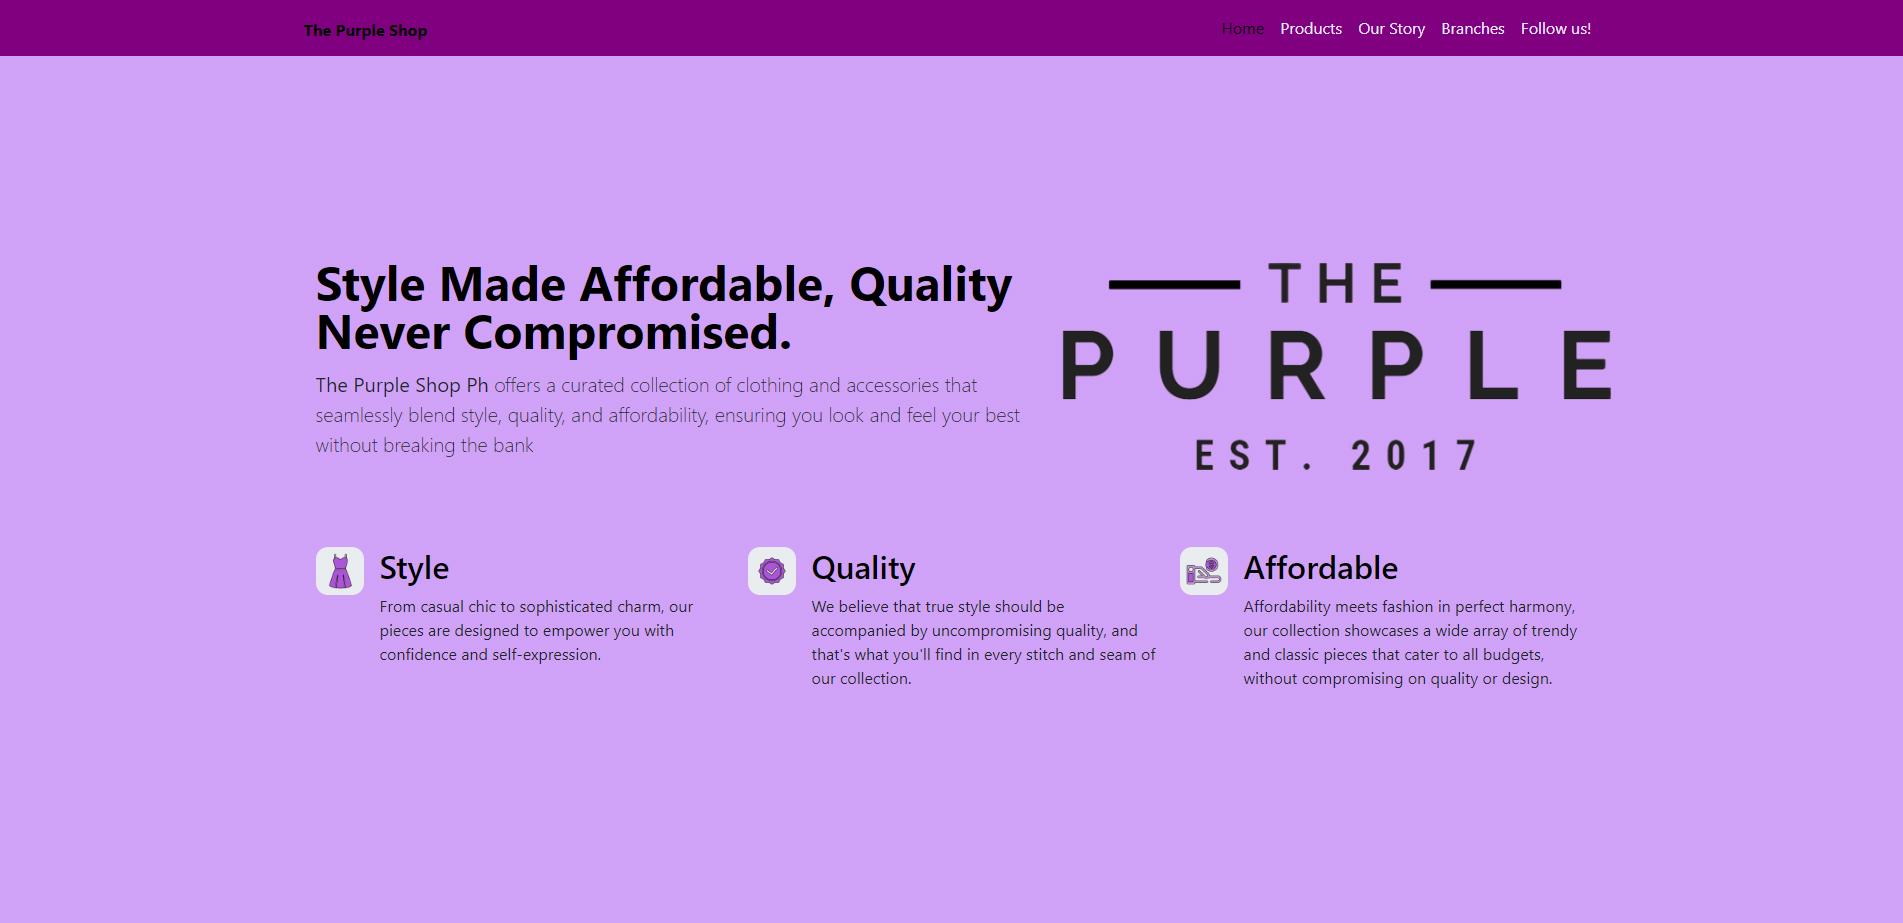 The Purple Shop
Home Products Our Story Branches Follow us!
Style Made Affordable, Quality
Never Compromised.
The Purple Shop Ph offers a curated collection of clothing and accessories that
seamlessly blend style, quality, and affordability, ensuring you look and feel your best
without breaking the bank
THE
PURPLE
EST. 2017
Style
From casual chic to sophisticated charm, our
pieces are designed to empower you with
confidence and self-expression.
Quality
We believe that true style should be
accompanied by uncompromising quality, and
that's what you'll find in every stitch and seam of
our collection.
Affordable
Affordability meets fashion in perfect harmony,
our collection showcases a wide array of trendy
and classic pieces that cater to all budgets,
without compromising on quality or design.